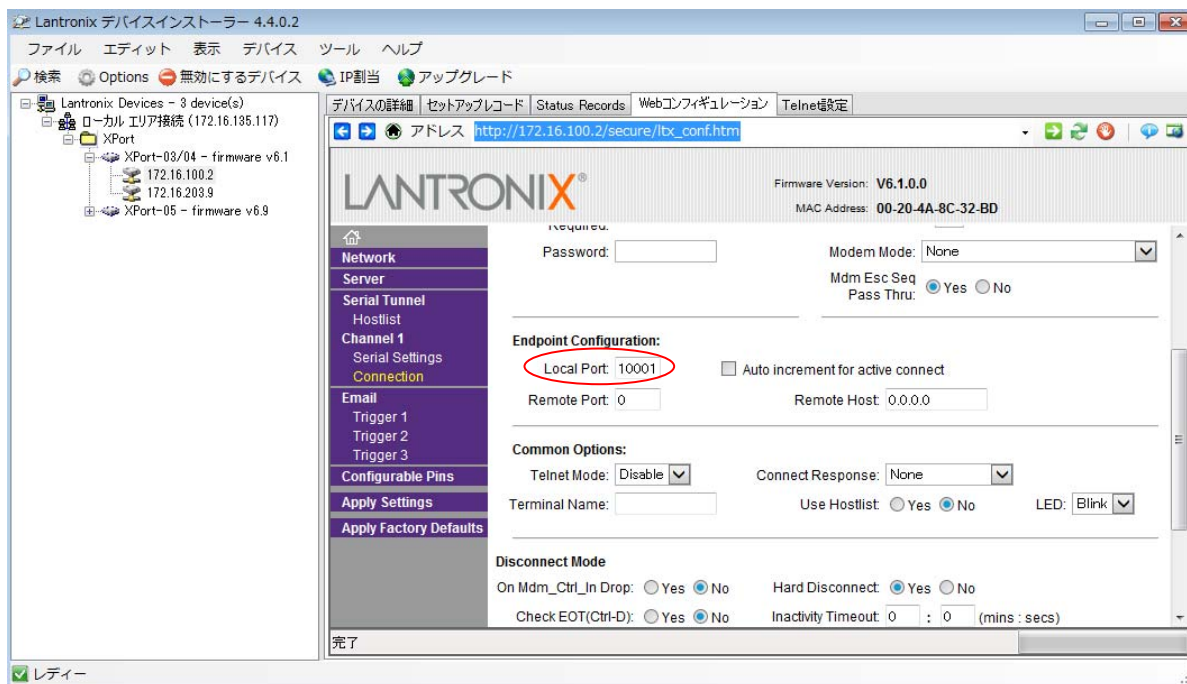 Lantronix デバイスインストーラー 4.4.0.2
ファイル エディット 表示 デバイス ツール ヘルプ
検索 Options 無効にするデバイス IP割当 アップグレード
Lantronix Devices - 3 device(s)
ローカル エリア接続 (172.16.135.117)
XPort
XPort-03/04 - firmware v6.1
172.16.100.2
172.16.203.9
XPort-05 - firmware v6.9
デバイスの詳細 セットアップレコード Status Records Webコンフィギュレーション Telnet設定
アドレス http://172.16.100.2/secure/ltx_conf.htm
LANTRONIX®
Firmware Version: V6.1.0.0
MAC Address: 00-20-4A-8C-32-BD
Network
Server
Serial Tunnel
Hostlist
Channel 1
Serial Settings
Connection
Email
Trigger 1
Trigger 2
Trigger 3
Configurable Pins
Apply Settings
Apply Factory Defaults
Required:
Password: Modem Mode: None
Mdm Esc Seq Pass Thru: Yes No
Endpoint Configuration:
Local Port: 10001 Auto increment for active connect
Remote Port: 0 Remote Host: 0.0.0.0
Common Options:
Telnet Mode: Disable Connect Response: None
Terminal Name: Use Hostlist: Yes No LED: Blink
Disconnect Mode
On Mdm_Ctrl_In Drop: Yes No Hard Disconnect: Yes No
Check EOT(Ctrl-D): Yes No Inactivity Timeout: 0 : 0 (mins : secs)
完了
レディー